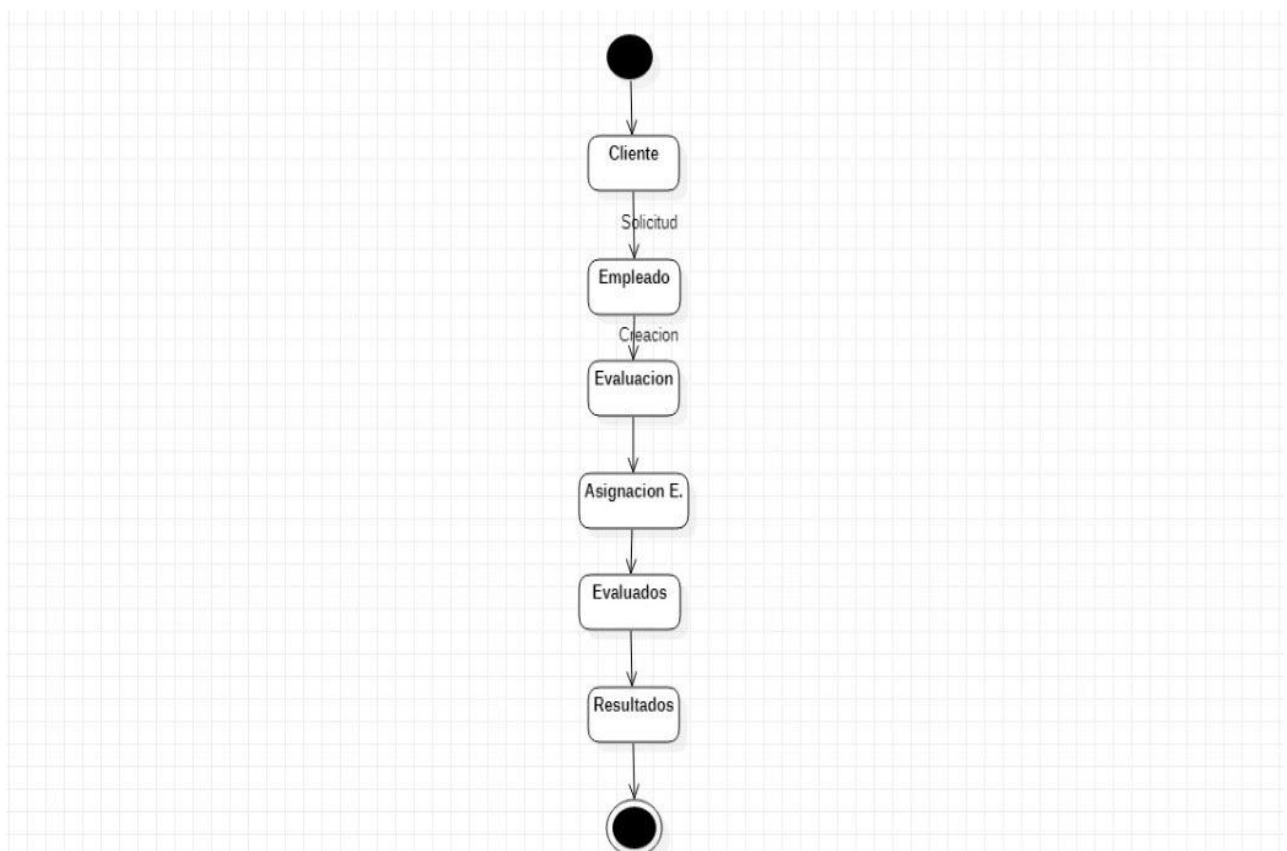 Cliente
Solicitud
Empleado
Creacion
Evaluacion
Asignacion E.
Evaluados
Resultados